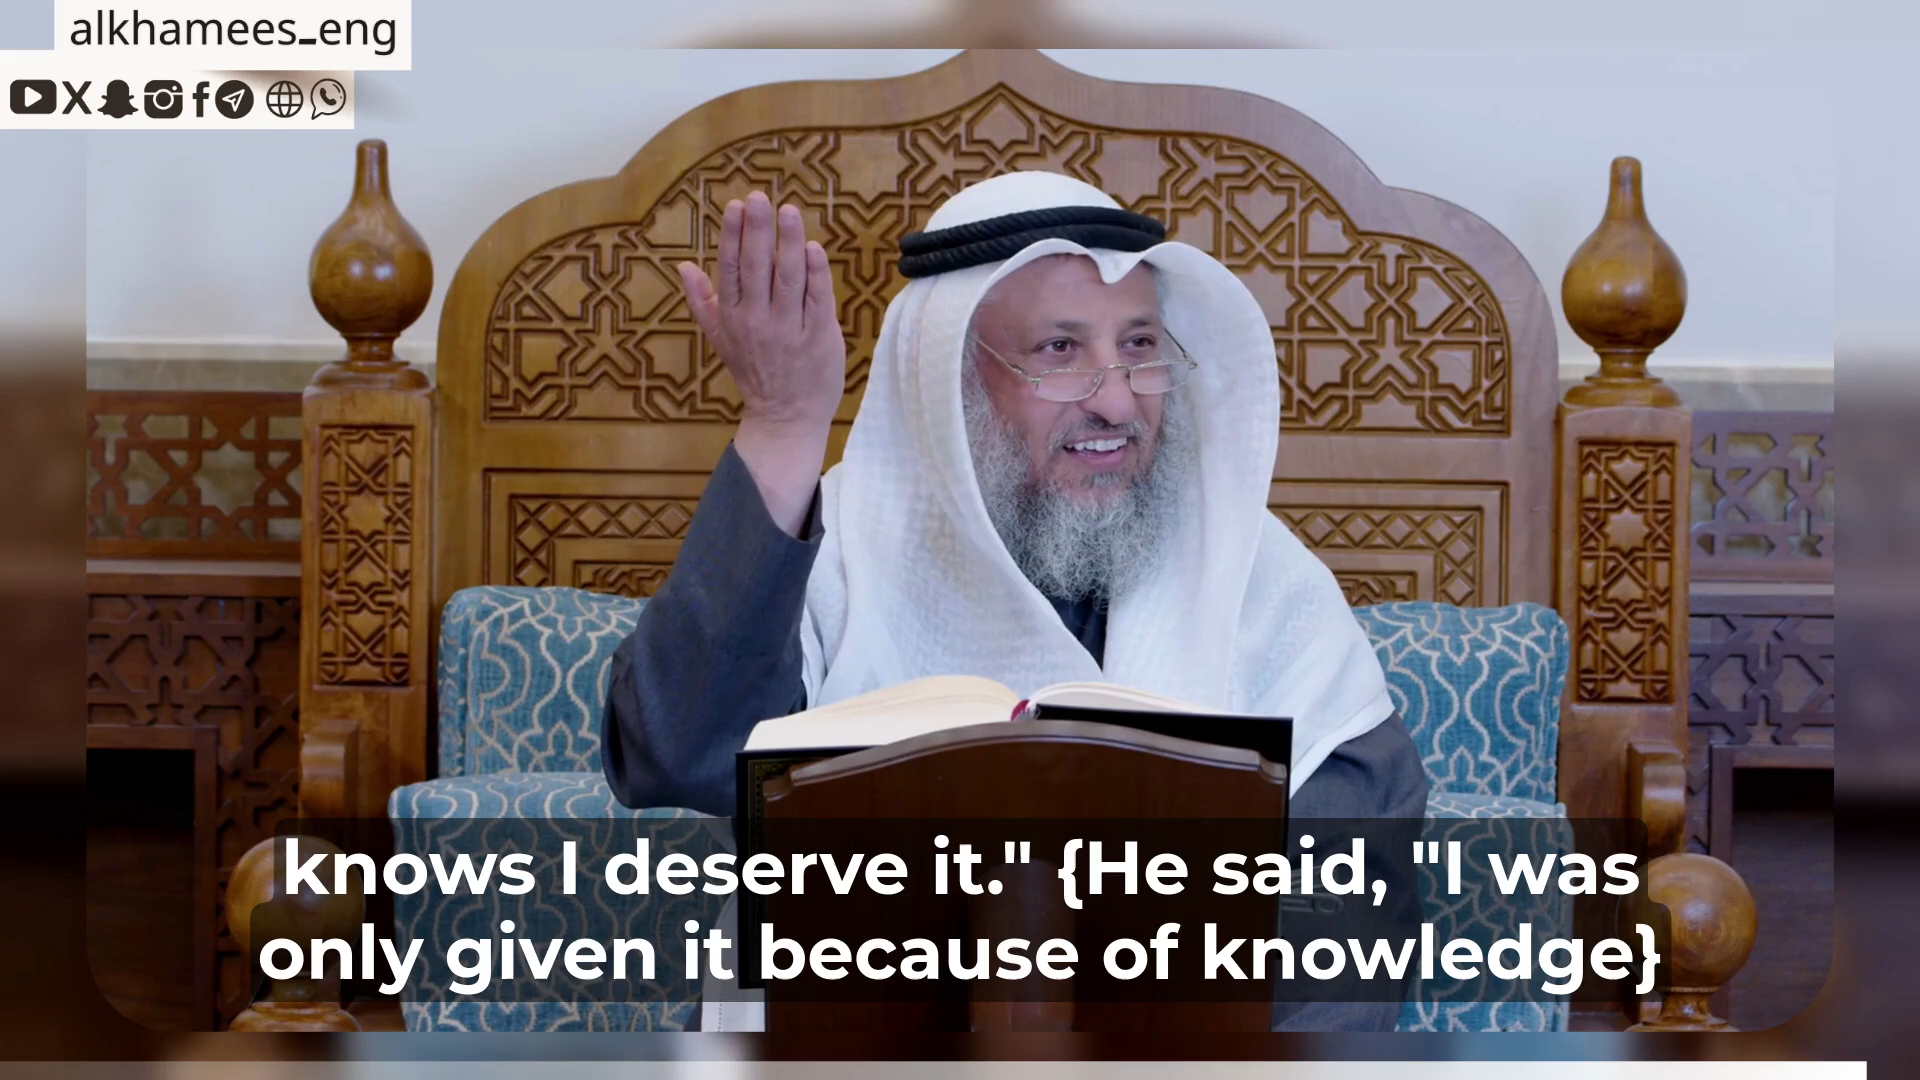 alkhamees_eng
knows I deserve it." {He said, "I was
only given it because of knowledge}